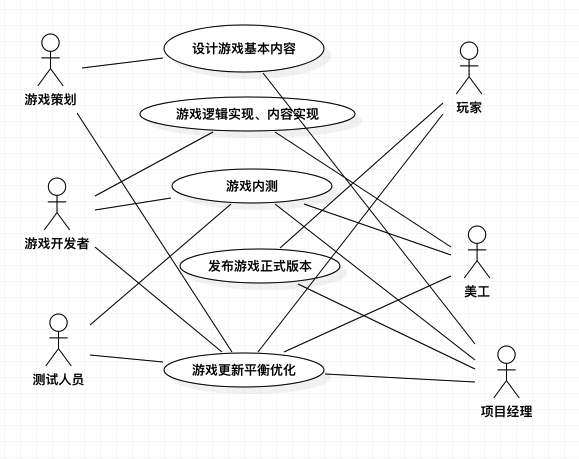 设计游戏基本内容
游戏策划
玩家
游戏逻辑实现、内容实现
游戏内测
游戏开发者
发布游戏正式版本
美工
测试人员
游戏更新平衡优化
项目经理